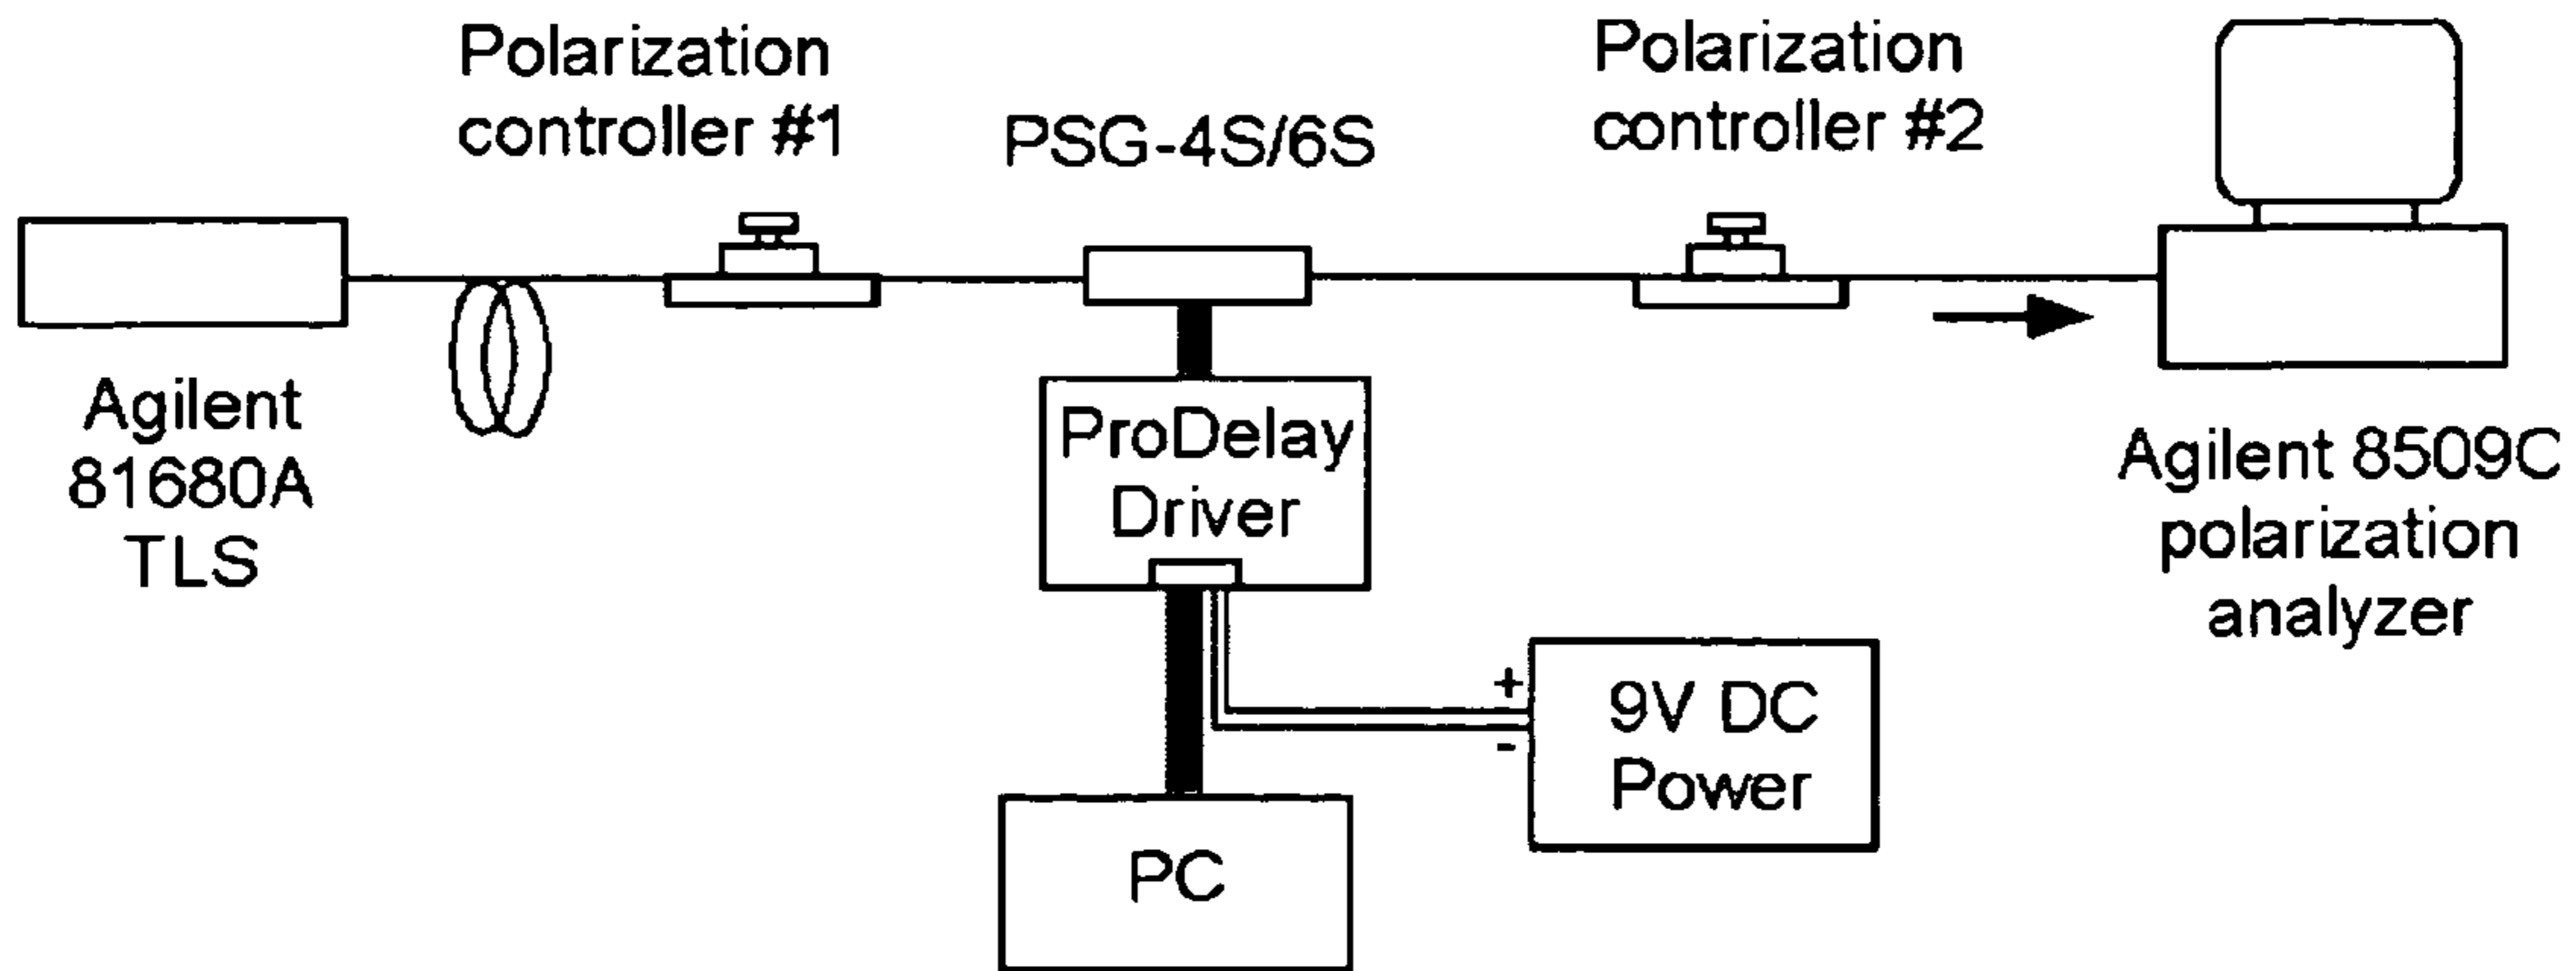 Polarization
controller #1
PSG-4S/6S
Polarization
controller #2
Agilent
81680A
TLS
ProDelay
Driver
Agilent 8509C
polarization
analyzer
+
-
9V DC
Power
PC